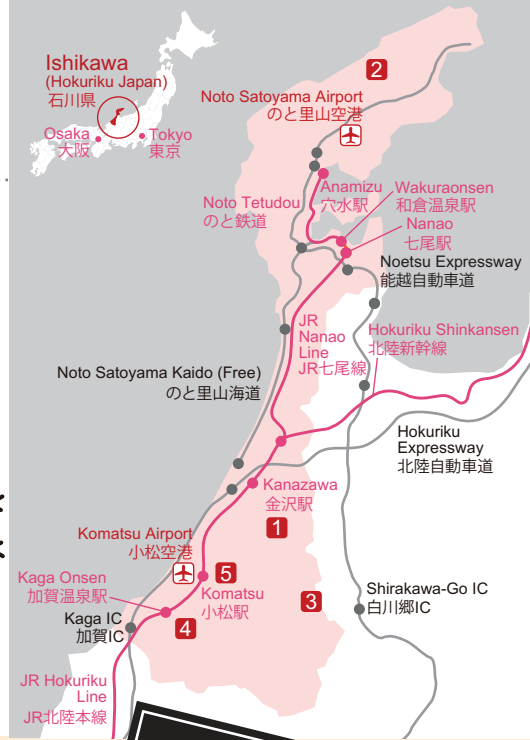 Ishikawa
(Hokuriku Japan)
石川県
Osaka
大阪
Tokyo
東京
2
Noto Satoyama Airport
のと里山空港
Anamizu
穴水駅
Wakuraonsen
和倉温泉駅
Noto Tetudou
のと鉄道
Nanao
七尾駅
Noetsu Expressway
能越自動車道
JR
Nanao
Line
JR七尾線
Hokuriku Shinkansen
北陸新幹線
Noto Satoyama Kaido (Free)
のと里山海道
Hokuriku
Expressway
北陸自動車道
Kanazawa
金沢駅
1
Komatsu Airport
小松空港
5
Kaga Onsen
加賀温泉駅
Komatsu
小松駅
3
Shirakawa-Go IC
白川郷IC
Kaga IC
加賀IC
4
JR Hokuriku
Line
JR北陸本線